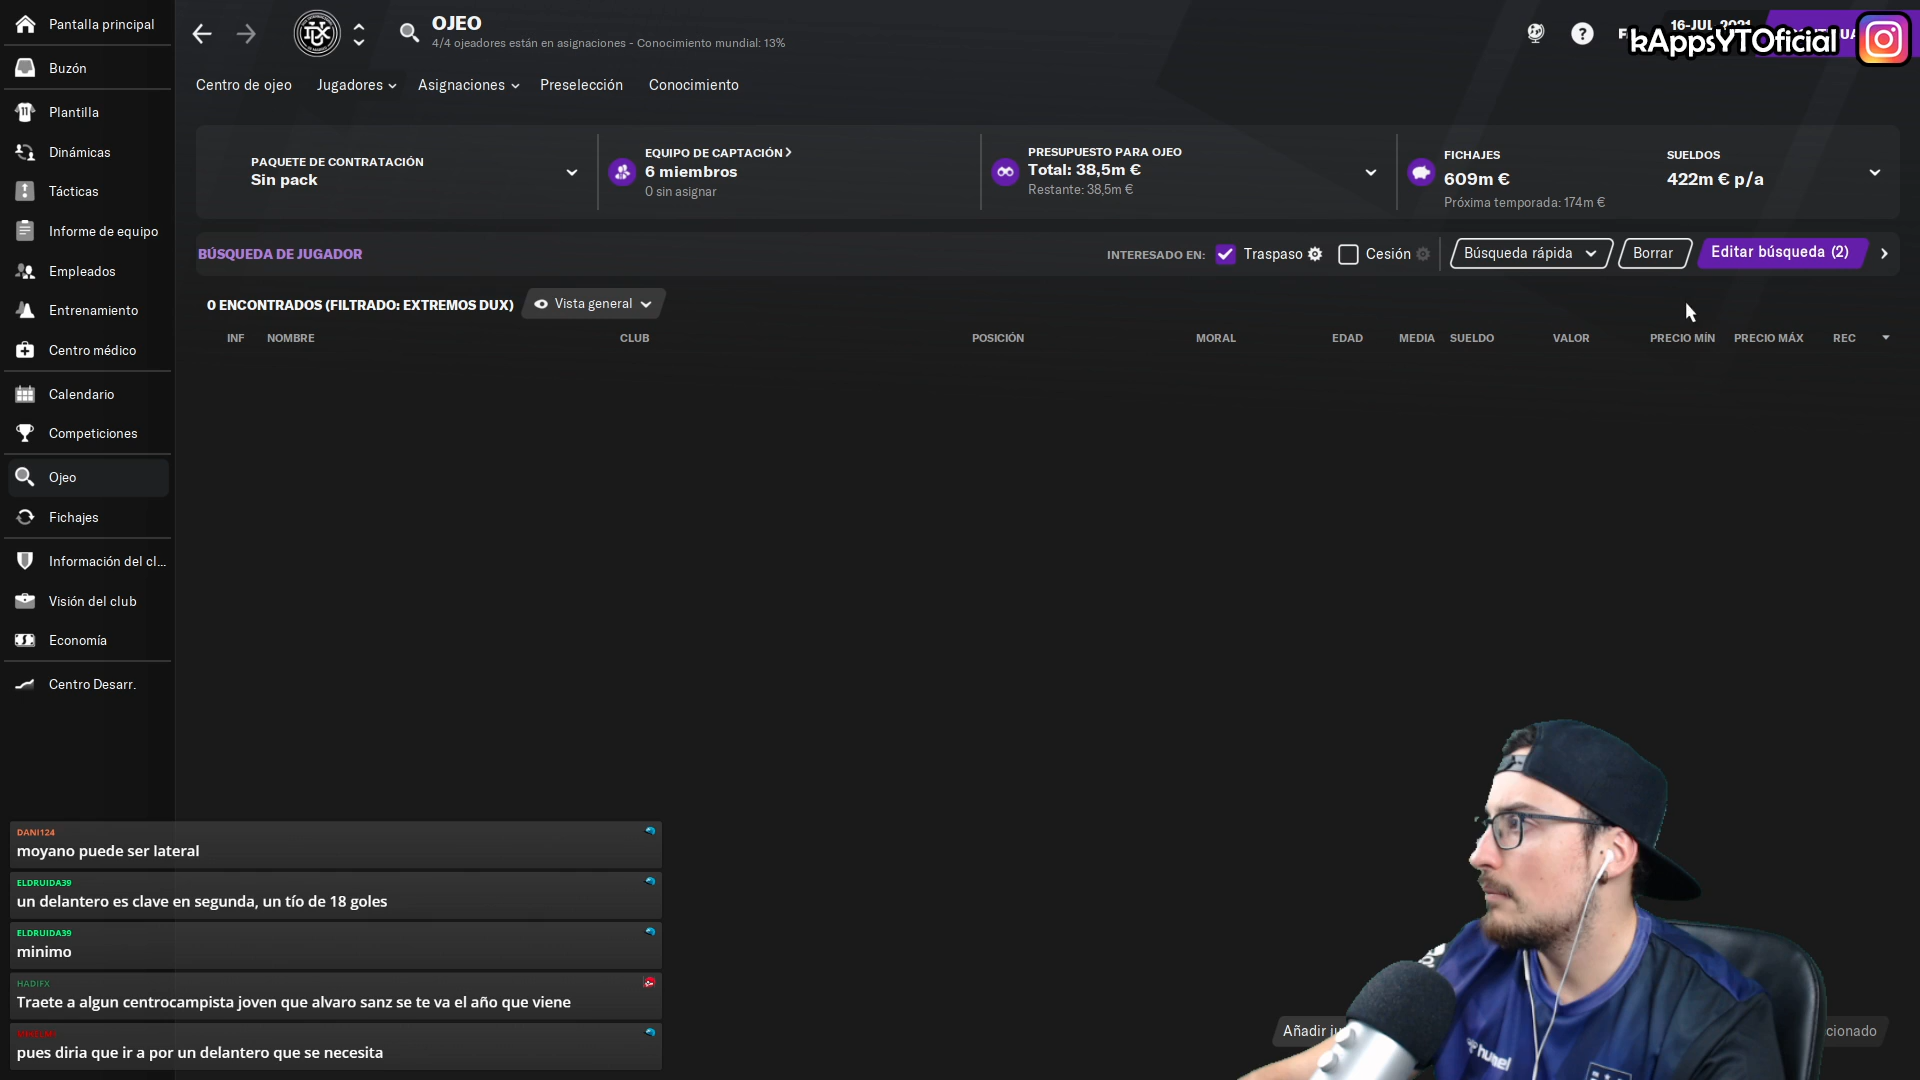 Pantalla principal
Buzón
Plantilla
Dinámicas
Tácticas
Informe de equipo
Empleados
Entrenamiento
Centro médico
Calendario
Competiciones
Ojeo
Fichajes
Información del cl...
Visión del club
Economía
Centro Desarr.
OJEO
4/4 ojeadores están en asignaciones - Conocimiento mundial: 13%
16-JUL 2021
kAppsYTOficial
Centro de ojeo Jugadores Asignaciones Preselección Conocimiento
PAQUETE DE CONTRATACIÓN
Sin pack
EQUIPO DE CAPTACIÓN
6 miembros
0 sin asignar
PRESUPUESTO PARA OJEO
Total: 38,5m €
Restante: 38,5m €
FICHAJES
609m €
Próxima temporada: 174m €
SUELDOS
422m € p/a
BÚSQUEDA DE JUGADOR
INTERESADO EN: Traspaso Cesión Búsqueda rápida Borrar Editar búsqueda (2)
0 ENCONTRADOS (FILTRADO: EXTREMOS DUX) Vista general
INF NOMBRE CLUB POSICIÓN MORAL EDAD MEDIA SUELDO VALOR PRECIO MÍN PRECIO MÁX REC
DANI124
moyano puede ser lateral
ELDRUIDA39
un delantero es clave en segunda, un tío de 18 goles
ELDRUIDA39
minimo
HADIFX
Traete a algun centrocampista joven que alvaro sanz se te va el año que viene
pues diria que ir a por un delantero que se necesita
Añadir ju
cionado
hummel